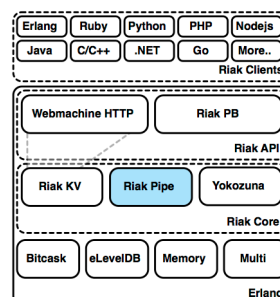 Erlang Ruby Python PHP Nodejs
Java C/C++ .NET Go More..
Riak Clients
Webmachine HTTP Riak PB
Riak API
Riak KV Riak Pipe Yokozuna
Riak Core
Bitcask eLevelDB Memory Multi
Erlang